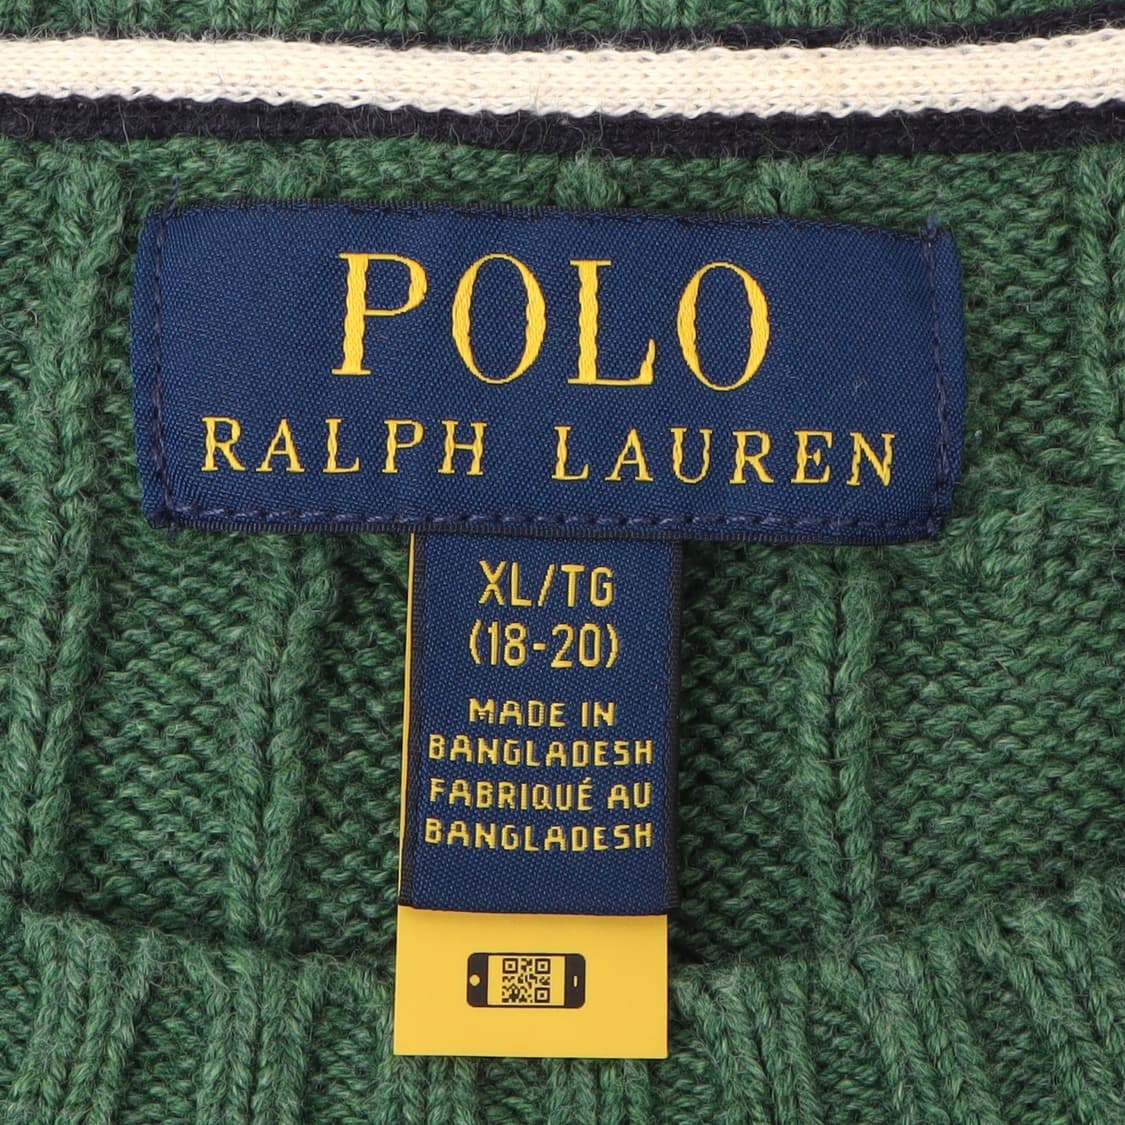 POLO
RALPH LAUREN
XL/TG
(18-20)
MADE IN
BANGLADESH
FABRIQUÉ AU
BANGLADESH